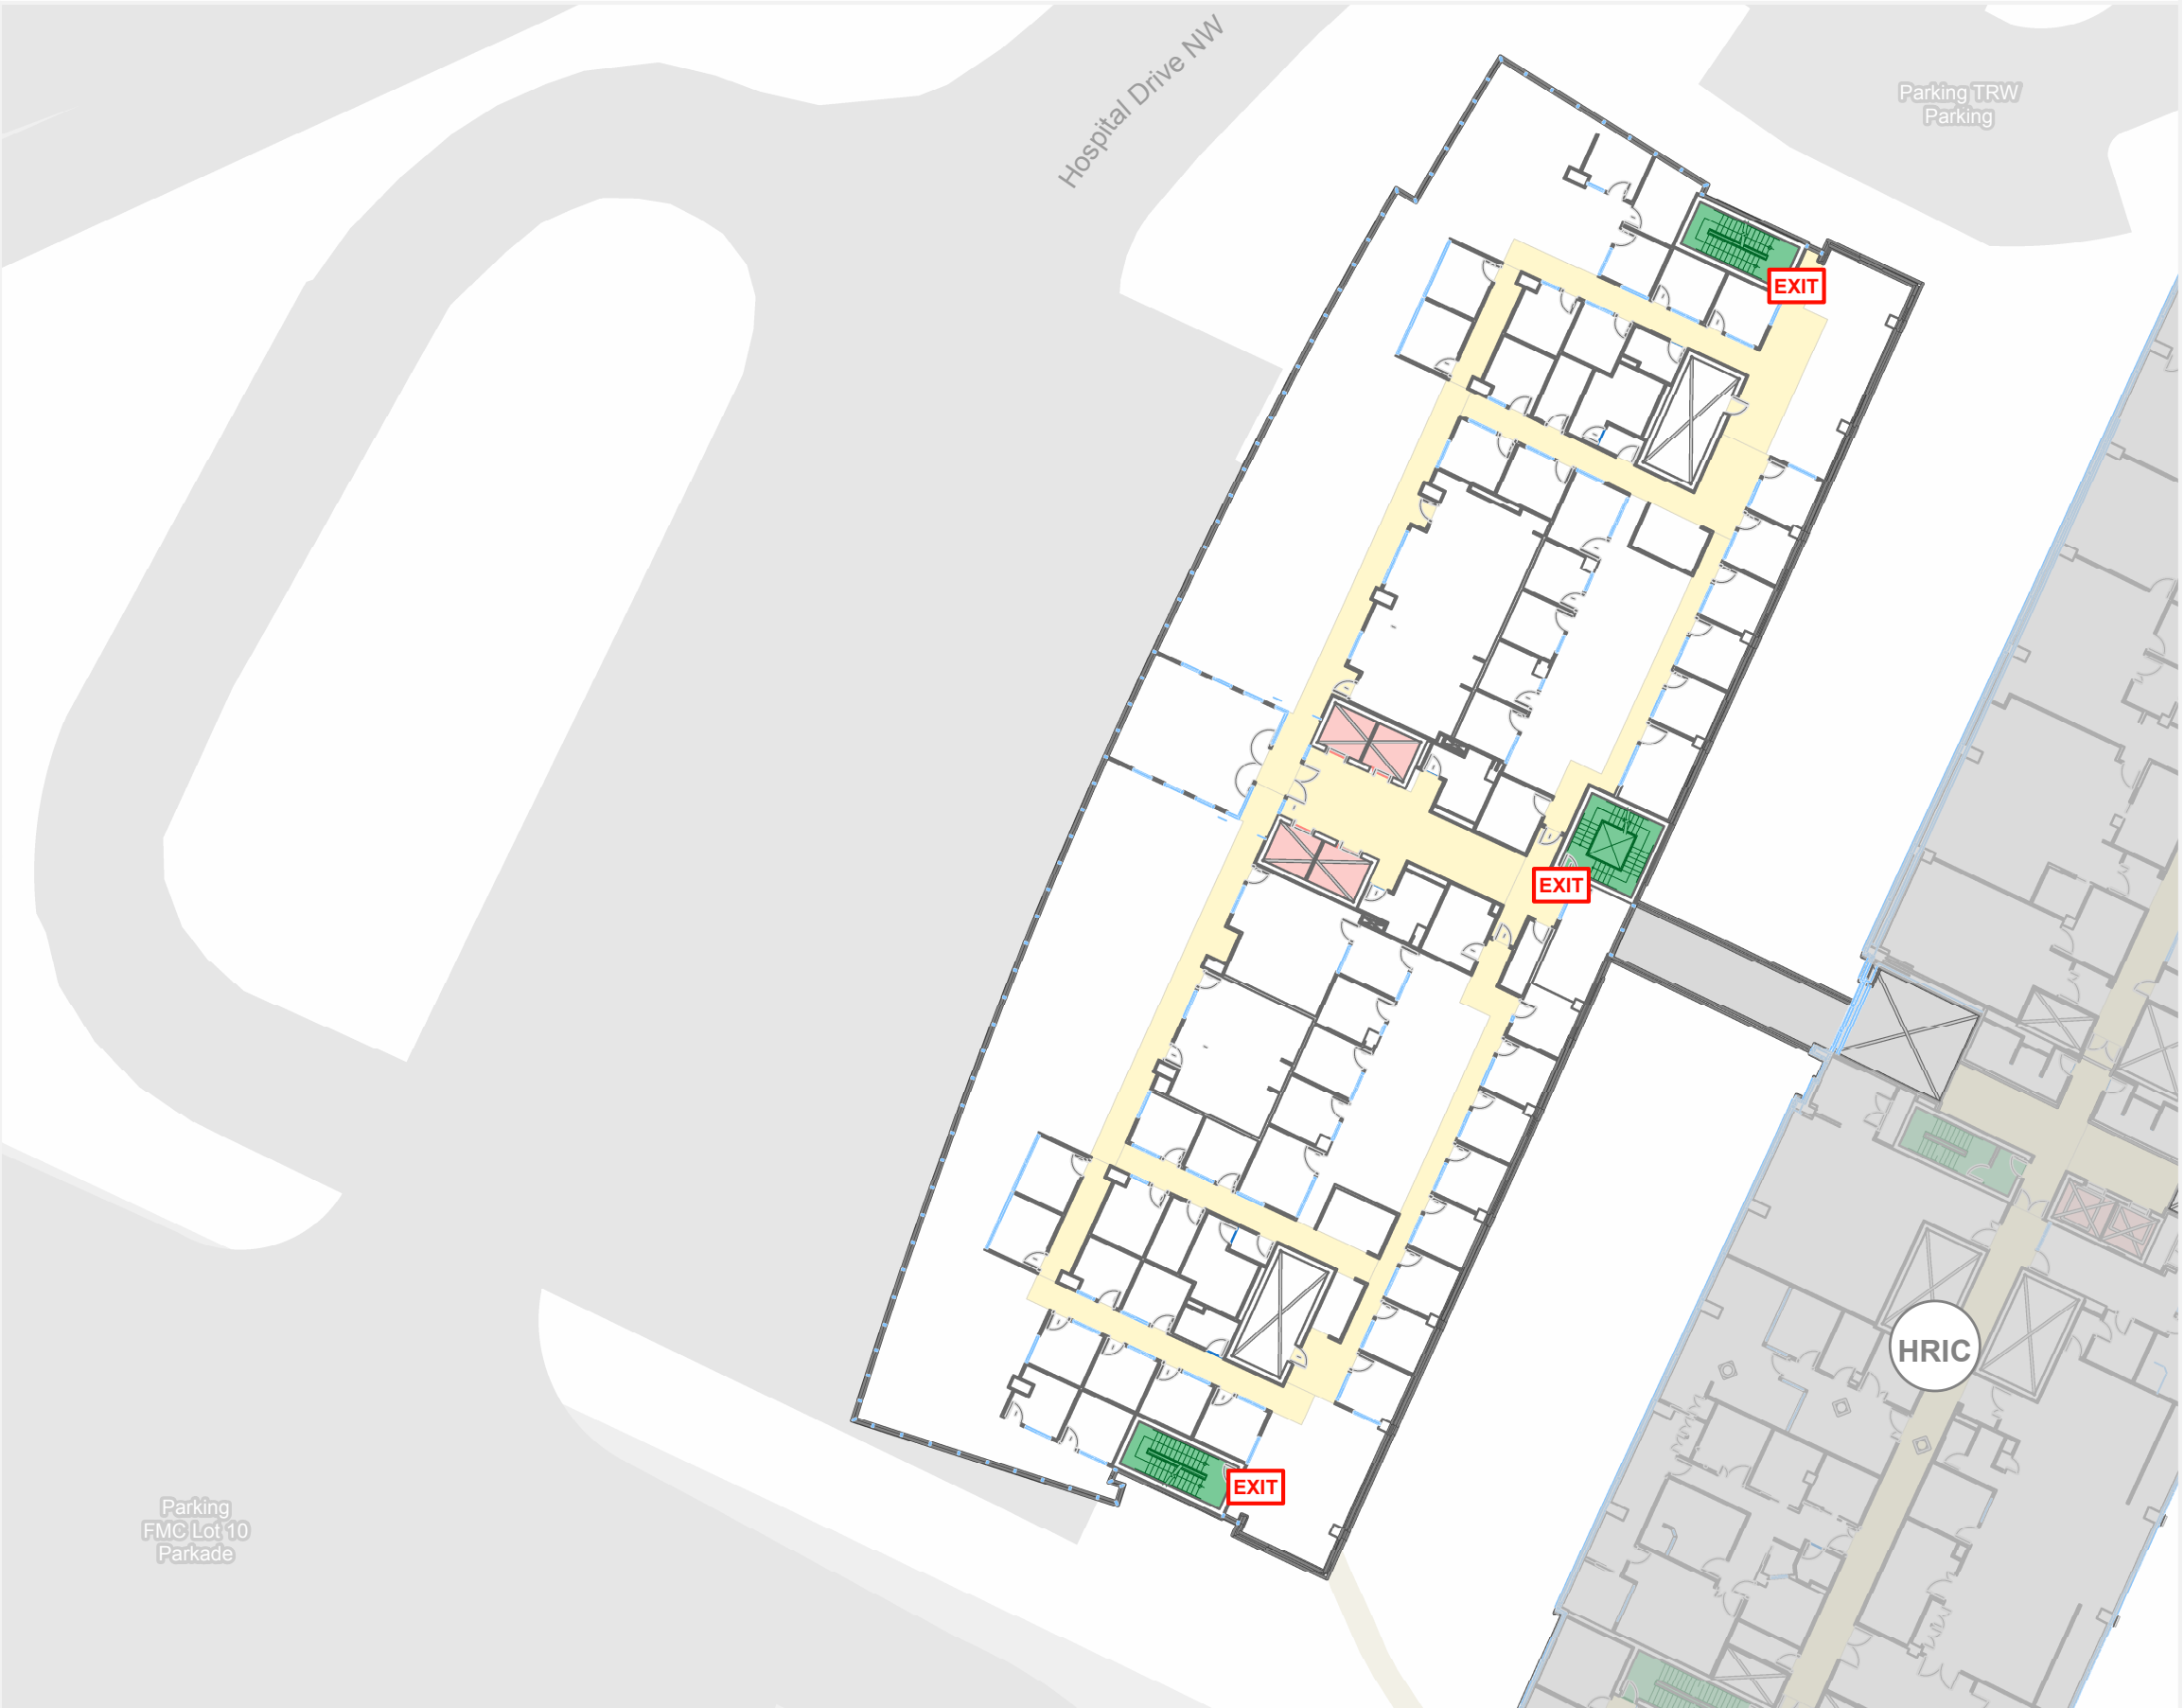 Hospital Drive NW
Parking TRW
Parking
EXIT
EXIT
HRIC
EXIT
Parking
FMC Lot 10
Parkade